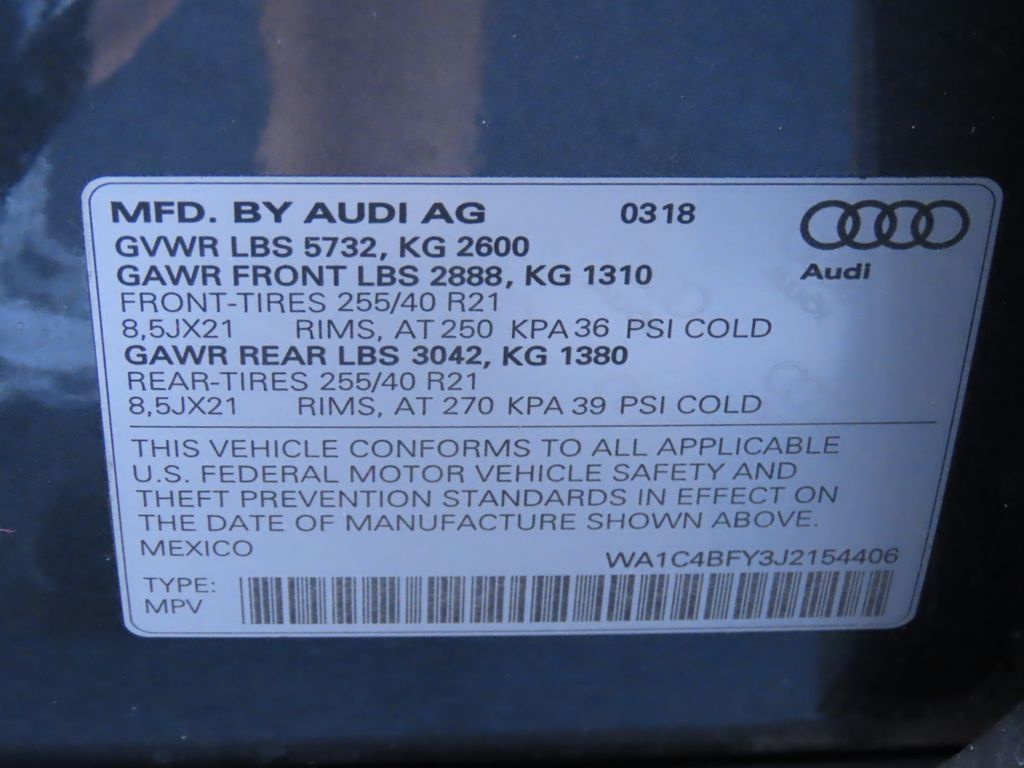 MFD. BY AUDI AG 0318
Audi
GVWR LBS 5732, KG 2600
GAWR FRONT LBS 2888, KG 1310
FRONT-TIRES 255/40 R21
8,5JX21 RIMS, AT 250 KPA 36 PSI COLD
GAWR REAR LBS 3042, KG 1380
REAR-TIRES 255/40 R21
8,5JX21 RIMS, AT 270 KPA 39 PSI COLD
THIS VEHICLE CONFORMS TO ALL APPLICABLE
U.S. FEDERAL MOTOR VEHICLE SAFETY AND
THEFT PREVENTION STANDARDS IN EFFECT ON
THE DATE OF MANUFACTURE SHOWN ABOVE.
MEXICO
WA1C4BFY3J2154406
TYPE:
MPV